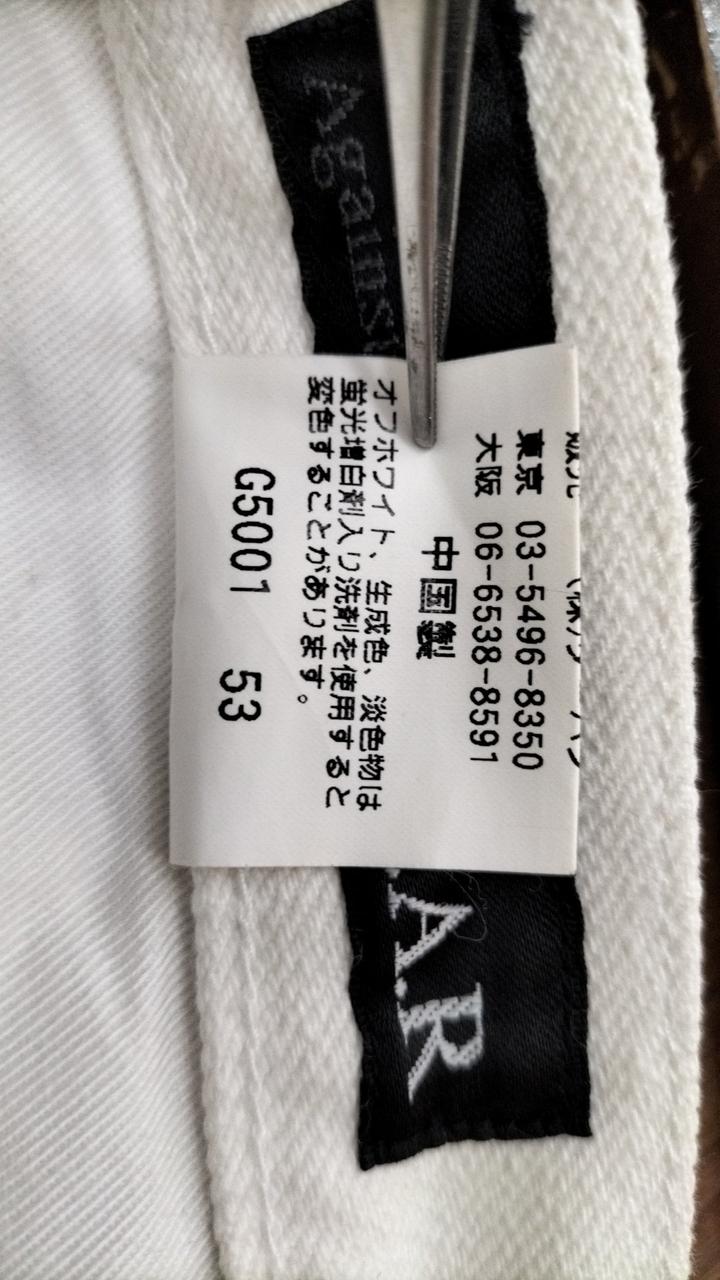 Against
A.R
東京 03-5496-8350
大阪 06-6538-8591
中国製
オフホワイト、生成色、淡色物は
蛍光増白剤入り洗剤を使用すると
変色することがあります。
G5001 53